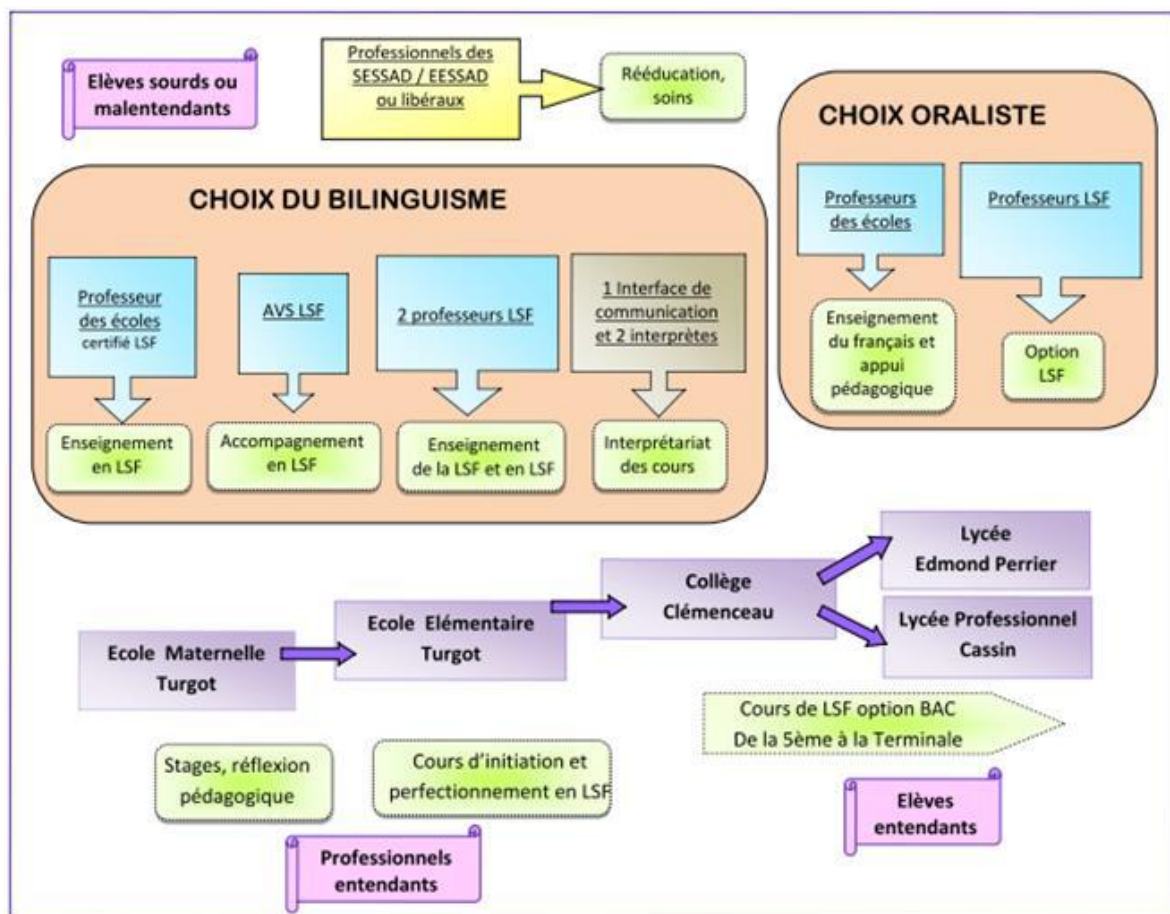 Elèves sourds ou
malentendants
Professionnels des
SESSAD / EESSAD
ou libéraux
Rééducation,
soins
CHOIX ORALISTE
Professeurs
des écoles
Professeurs LSF
Enseignement
du français et
appui
pédagogique
Option
LSF
CHOIX DU BILINGUISME
Professeur
des écoles
certifié LSF
AVS LSF
2 professeurs LSF
1 Interface de
communication
et 2 interprètes
Enseignement
en LSF
Accompagnement
en LSF
Enseignement
de la LSF et en LSF
Interprétariat
des cours
Ecole Maternelle
Turgot
Ecole Elémentaire
Turgot
Collège
Clémenceau
Lycée
Edmond Perrier
Lycée Professionnel
Cassin
Cours de LSF option BAC
De la 5ème à la Terminale
Stages, réflexion
pédagogique
Cours d'initiation et
perfectionnement en LSF
Elèves
entendants
Professionnels
entendants